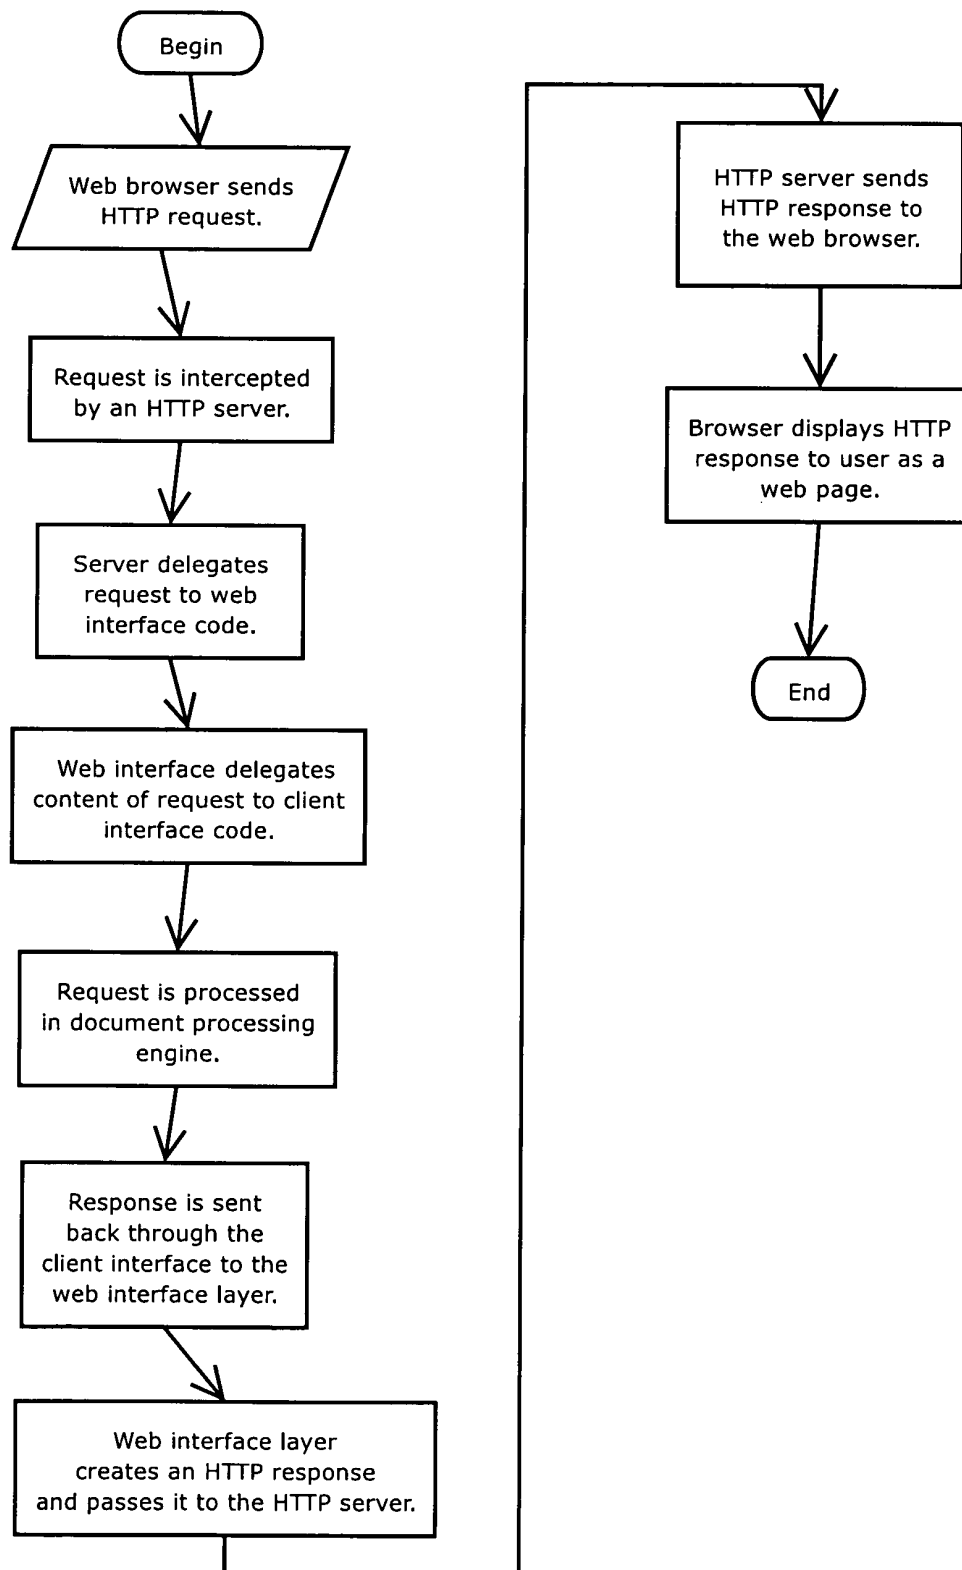 Begin
Web browser sends
HTTP request.
Request is intercepted
by an HTTP server.
Server delegates
request to web
interface code.
Web interface delegates
content of request to client
interface code.
Request is processed
in document processing
engine.
Response is sent
back through the
client interface to the
web interface layer.
Web interface layer
creates an HTTP response
and passes it to the HTTP server.
HTTP server sends
HTTP response to
the web browser.
Browser displays HTTP
response to user as a
web page.
End